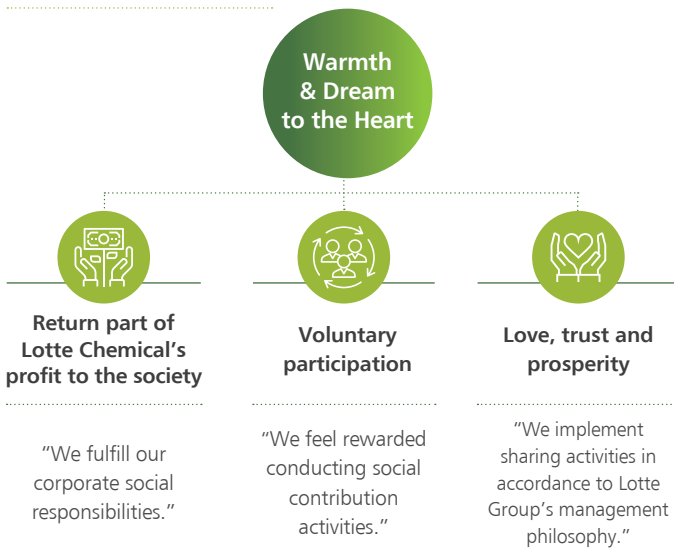 Warmth
& Dream
to the Heart
Return part of
Lotte Chemical’s
profit to the society
“We fulfill our
corporate social
responsibilities.”
Voluntary
participation
“We feel rewarded
conducting social
contribution
activities.”
Love, trust and
prosperity
“We implement
sharing activities in
accordance to Lotte
Group’s management
philosophy.”